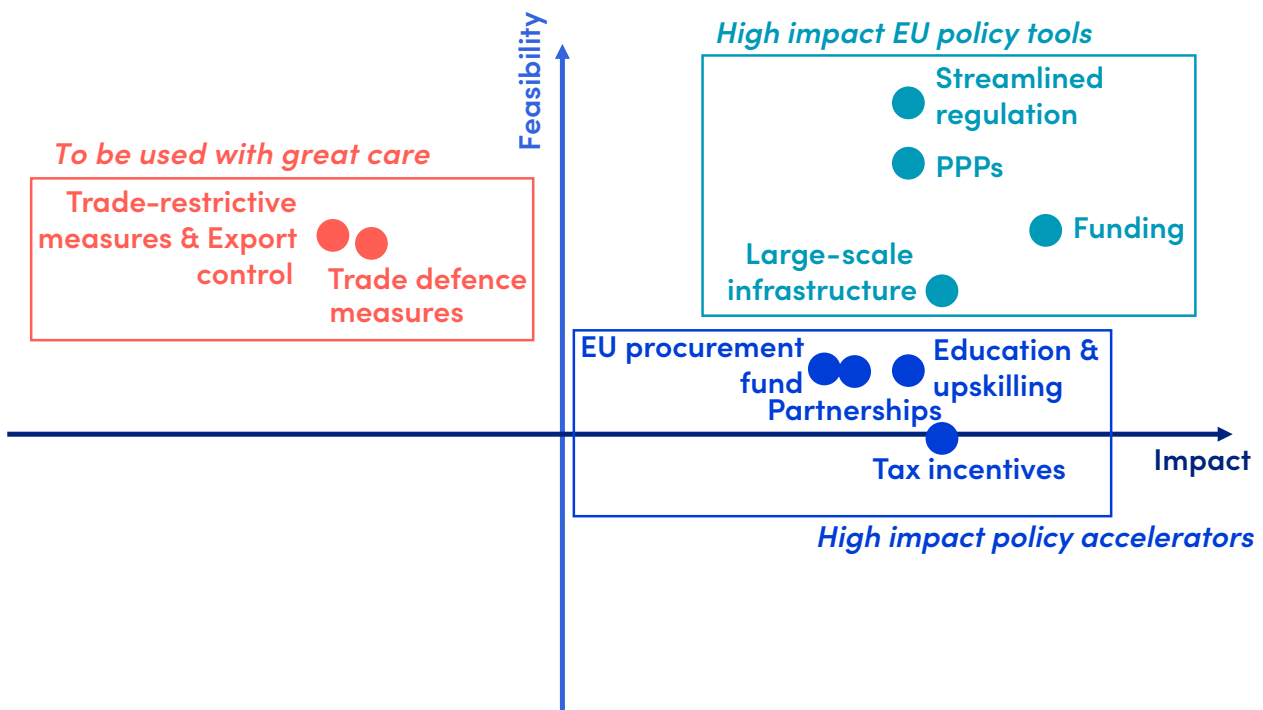 High impact EU policy tools
Feasibility
Streamlined
regulation
PPPs
Funding
Large-scale
infrastructure
To be used with great care
Trade-restrictive
measures & Export
control
Trade defence
measures
EU procurement
fund
Partnerships
Education &
upskilling
Tax incentives
Impact
High impact policy accelerators